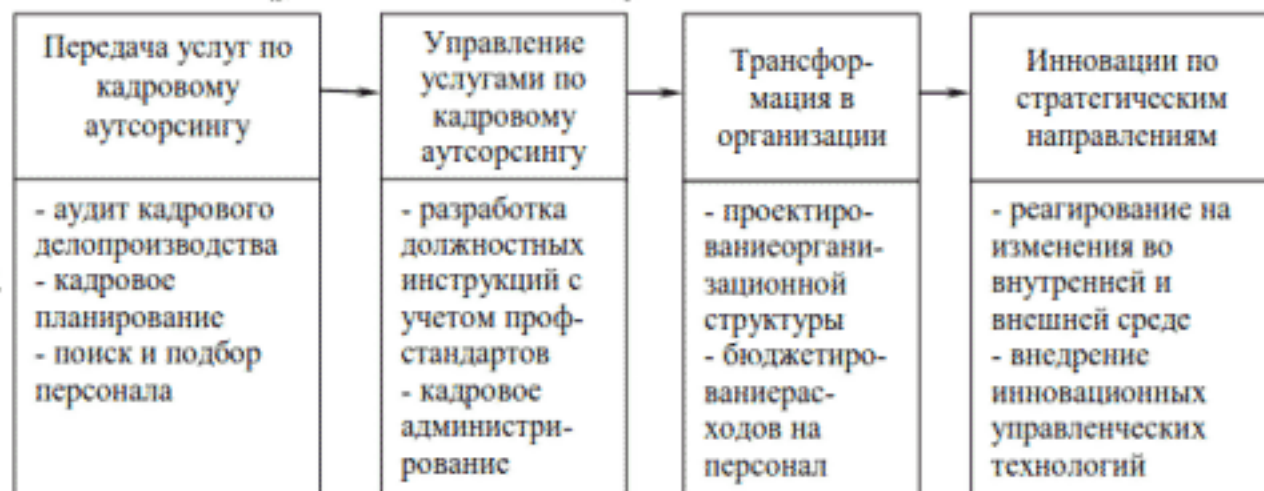 Передача услуг по
кадровому
аутсорсингу
- аудит кадрового
делопроизводства
- кадровое
планирование
- поиск и подбор
персонала
Управление
услугами по
кадровому
аутсорсингу
- разработка
должностных
инструкций с
учетом проф-
стандартов
- кадровое
администри-
рование
Трансфор-
мация в
организации
- проектиро-
ваниеоргани-
зационной
структуры
- бюджетиро-
ваниерас-
ходов на
персонал
Инновации по
стратегическим
направлениям
- реагирование на
изменения во
внутренней и
внешней среде
- внедрение
инновационных
управленческих
технологий